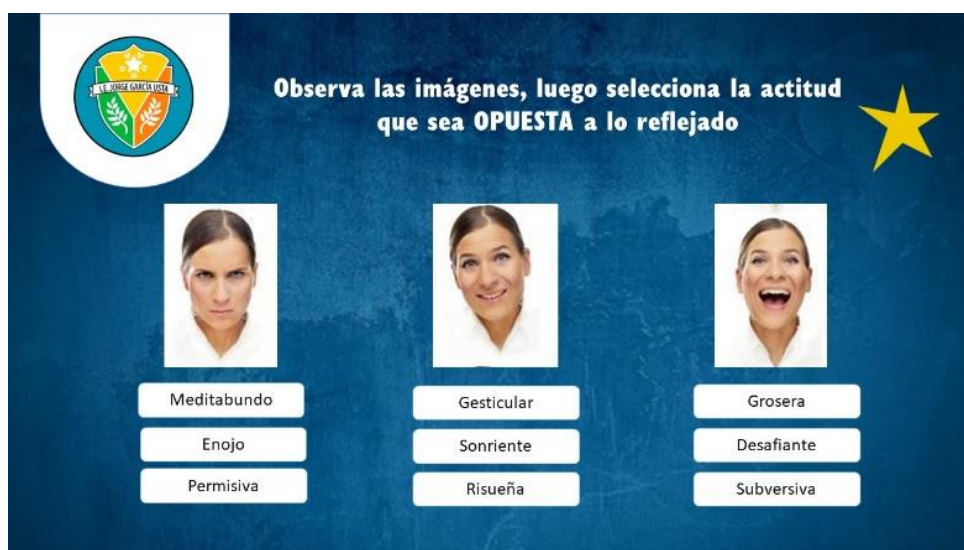 I.E. JORGE GARCÍA USTA
Observa las imágenes, luego selecciona la actitud
que sea OPUESTA a lo reflejado
Meditabundo
Enojo
Permisiva
Gesticular
Sonriente
Risueña
Grosera
Desafiante
Subversiva